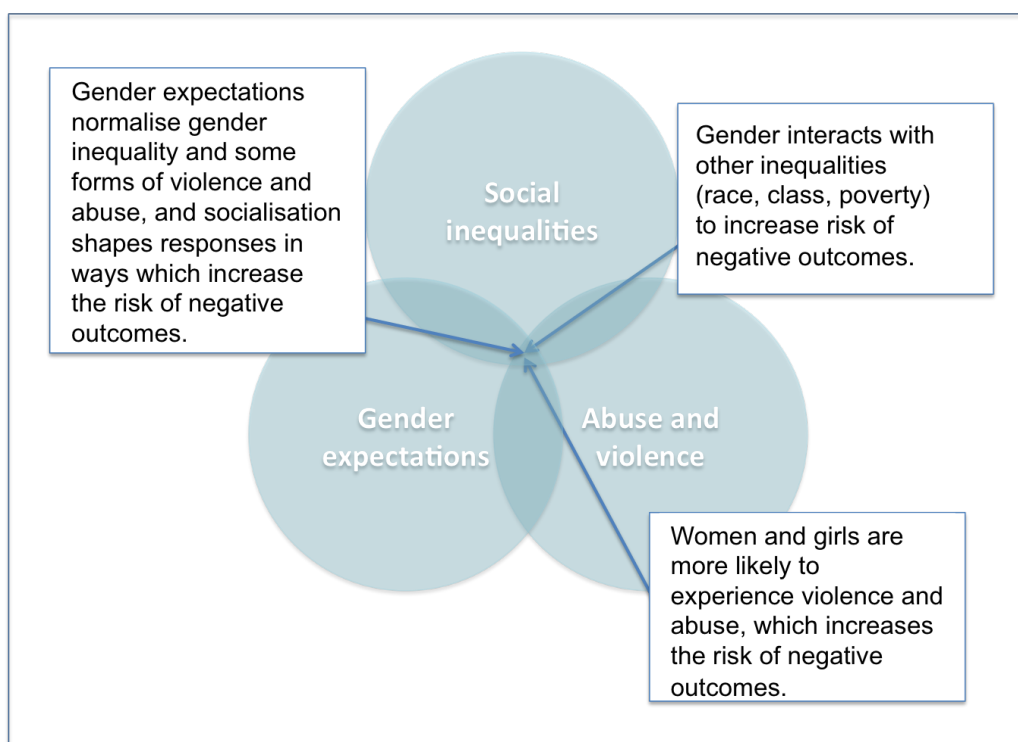 Gender expectations
normalise gender
inequality and some
forms of violence and
abuse, and socialisation
shapes responses in
ways which increase
the risk of negative
outcomes.
Social
inequalities
Gender interacts with
other inequalities
(race, class, poverty)
to increase risk of
negative outcomes.
Gender
expectations
Abuse and
violence
Women and girls are
more likely to
experience violence and
abuse, which increases
the risk of negative
outcomes.